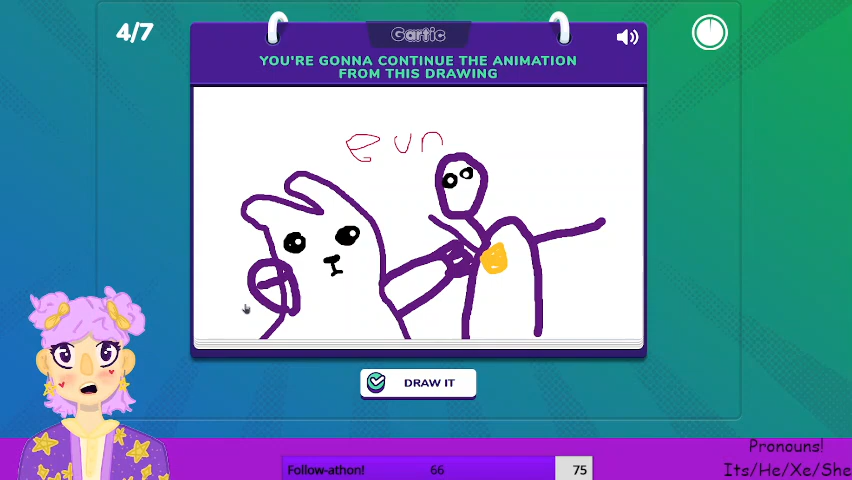 4/7
Gartic
YOU'RE GONNA CONTINUE THE ANIMATION
FROM THIS DRAWING
eun
DRAW IT
Pronouns!
Its/He/Xe/She
Follow-athon! 66 75